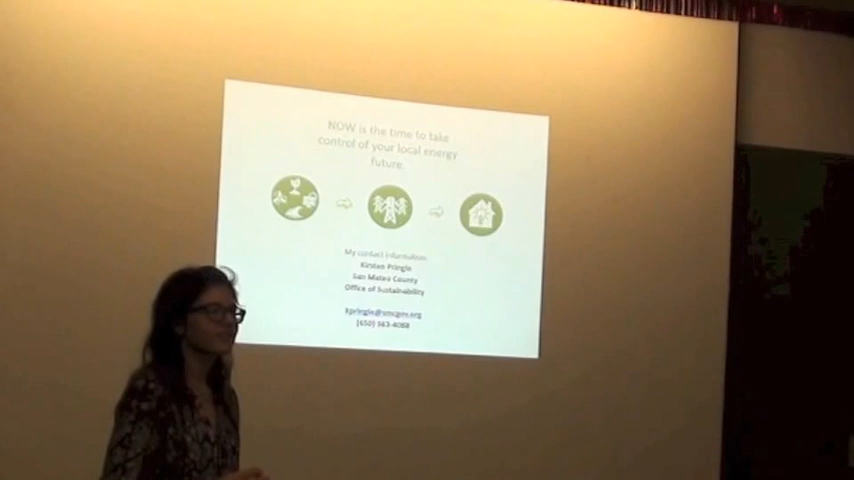 NOW is the time to take
control of your local energy
future.
My contact information:
Kirsten Pringle
San Mateo County
Office of Sustainability
kpringle@smcgov.org
(650) 363-4088